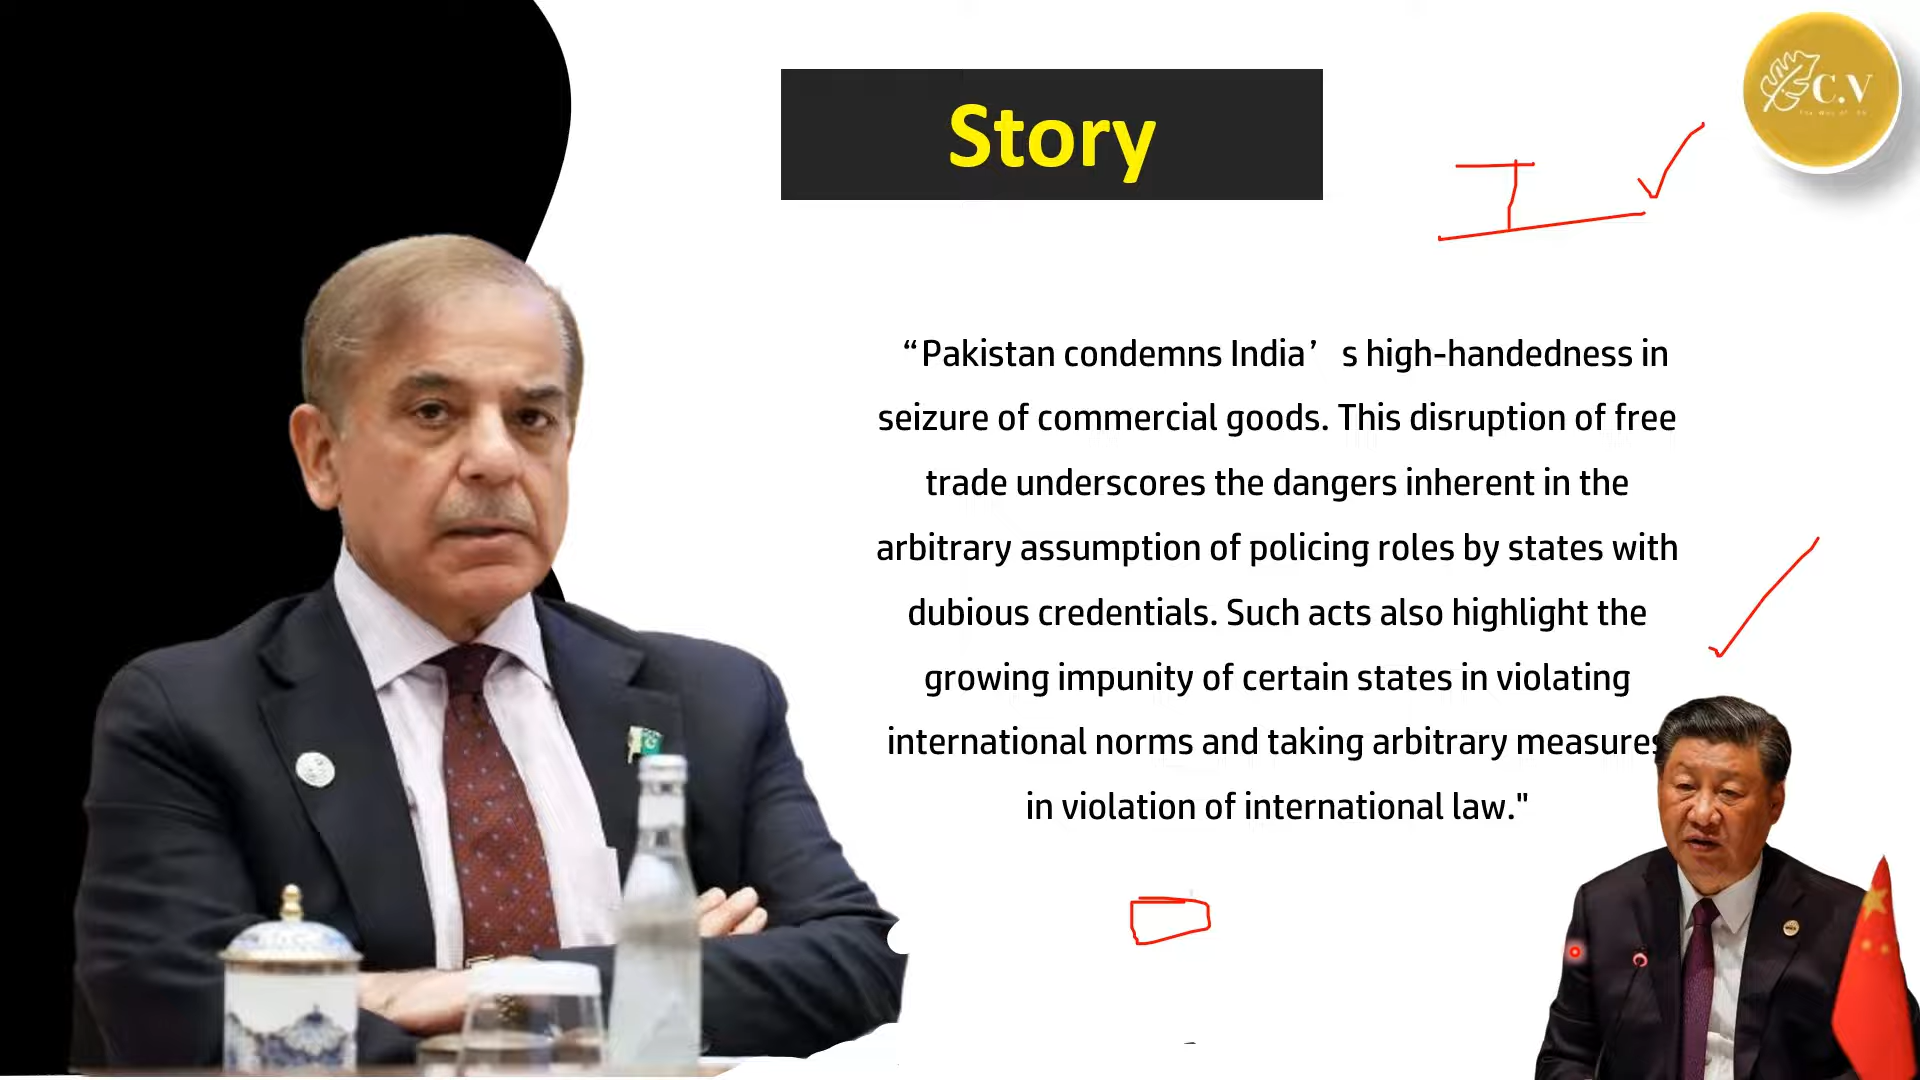 Story
C.V
“Pakistan condemns India’ s high-handedness in
seizure of commercial goods. This disruption of free
trade underscores the dangers inherent in the
arbitrary assumption of policing roles by states with
dubious credentials. Such acts also highlight the
growing impunity of certain states in violating
international norms and taking arbitrary measures
in violation of international law."